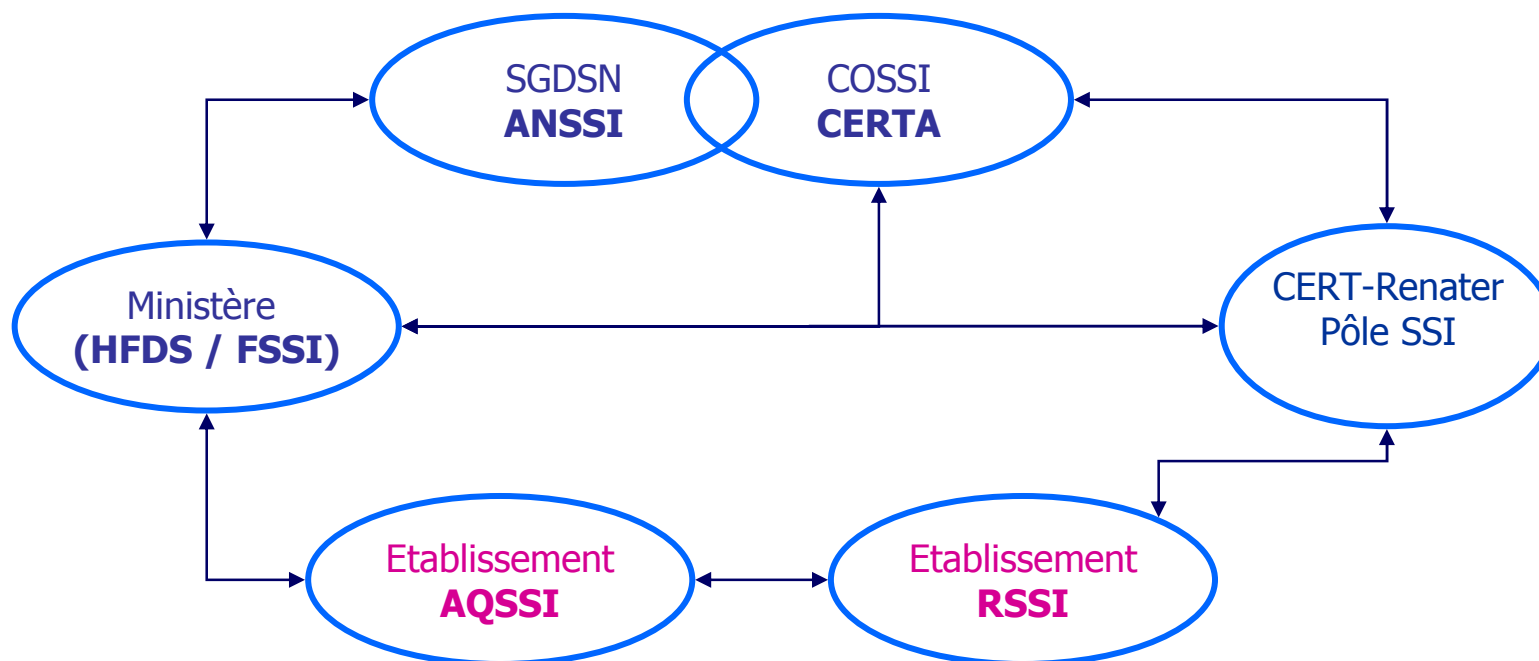 SGDSN
ANSSI
COSSI
CERTA
Ministère
(HFDS / FSSI)
CERT-Renater
Pôle SSI
Etablissement
AQSSI
Etablissement
RSSI